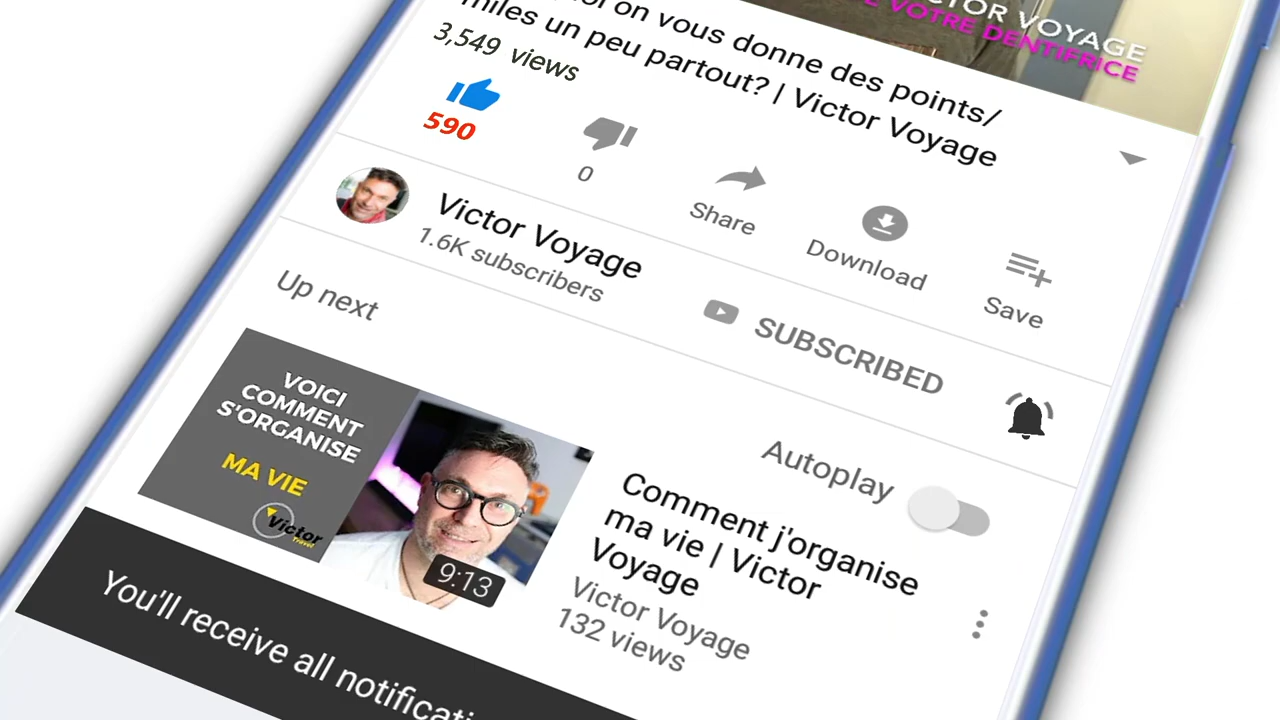 CTOR VOYAGE
VOTRE DENTIFRICE
on vous donne des points/
miles un peu partout? | Victor Voyage
3,549 views
590
0
Share
Download
Save
Victor Voyage
1.6K subscribers
SUBSCRIBED
Up next
Autoplay
VOICI
COMMENT
S'ORGANISE
MA VIE
Victor
Travel
9:13
Comment j'organise
ma vie | Victor
Voyage
Victor Voyage
132 views
You'll receive all notificati